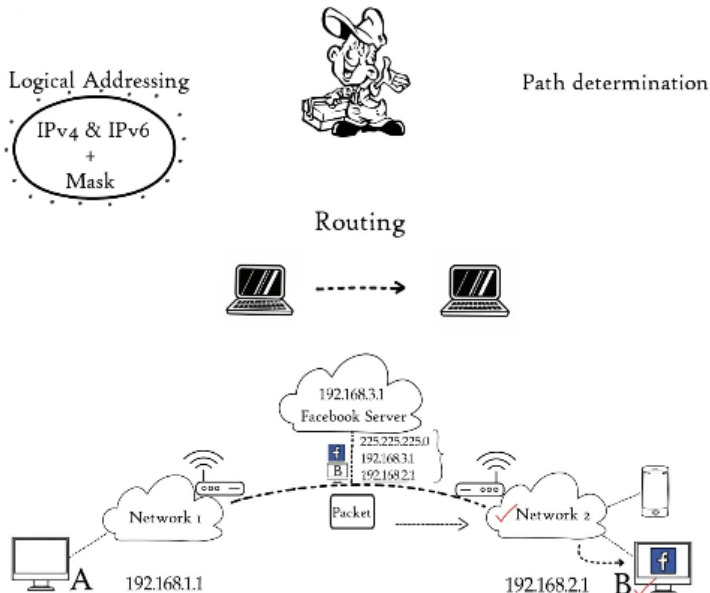 Logical Addressing
IPv4 & IPv6
+
Mask
Path determination
Routing
192.168.3.1
Facebook Server
f
B
225.225.225.0
192.168.3.1
192.168.2.1
Network 1
Packet
Network 2
A
192.168.1.1
192.168.2.1
B
f